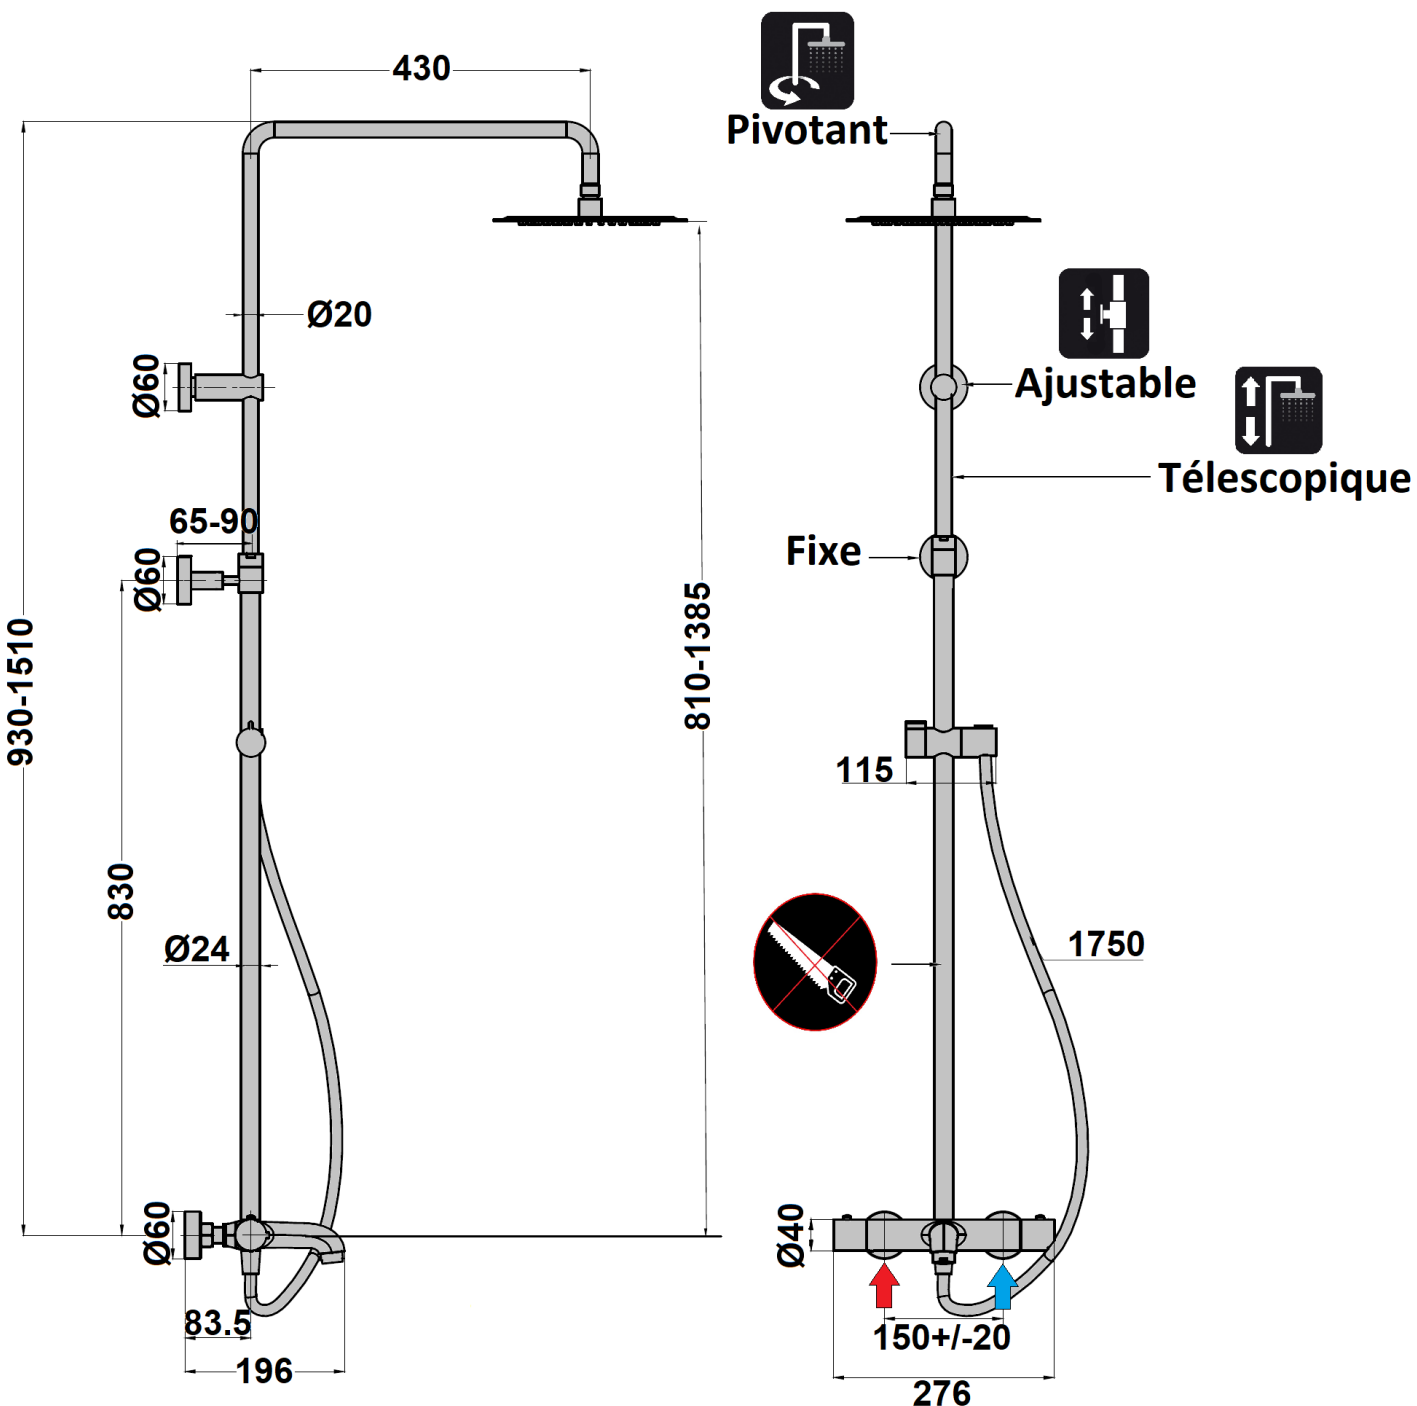 430
Pivotant
Ø20
Ø60
Ajustable
Télescopique
65-90
Fixe
Ø60
930-1510
810-1385
115
830
Ø24
1750
Ø60
Ø40
83.5
150+/-20
196
276